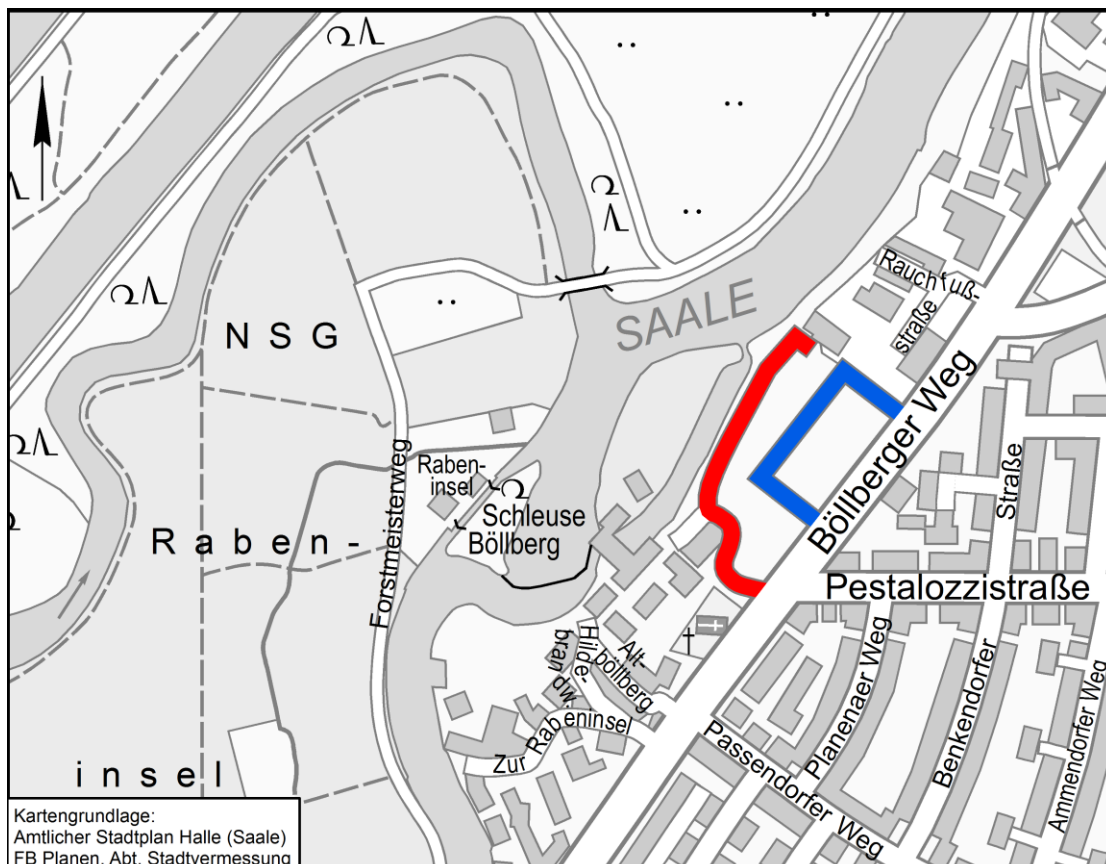 NSG
Raben-
insel
SAALE
Forstmeisterweg
Raben-
insel
Schleuse
Böllberg
Rauchfuß-
straße
Böllberger Weg
Straße
Pestalozzistraße
Hilde-
brandw.
Alt-
böllberg
Zur Rabeninsel
Passendorfer Weg
Planenaer Weg
Benkendorfer
Ammendorfer Weg
Kartengrundlage:
Amtlicher Stadtplan Halle (Saale)
FB Planen, Abt. Stadtvermessung